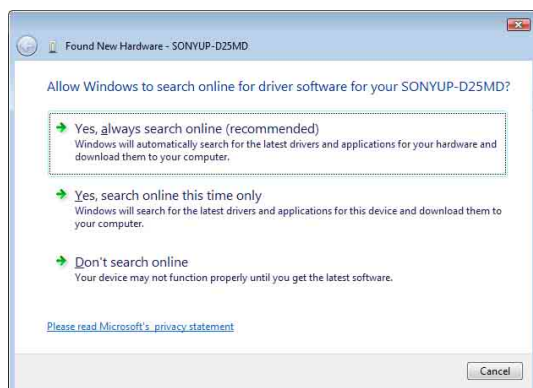 Found New Hardware - SONYUP-D25MD
Allow Windows to search online for driver software for your SONYUP-D25MD?
Yes, always search online (recommended)
Windows will automatically search for the latest drivers and applications for your hardware and
download them to your computer.
Yes, search online this time only
Windows will search for the latest drivers and applications for this device and download them to
your computer.
Don't search online
Your device may not function properly until you get the latest software.
Please read Microsoft's privacy statement
Cancel